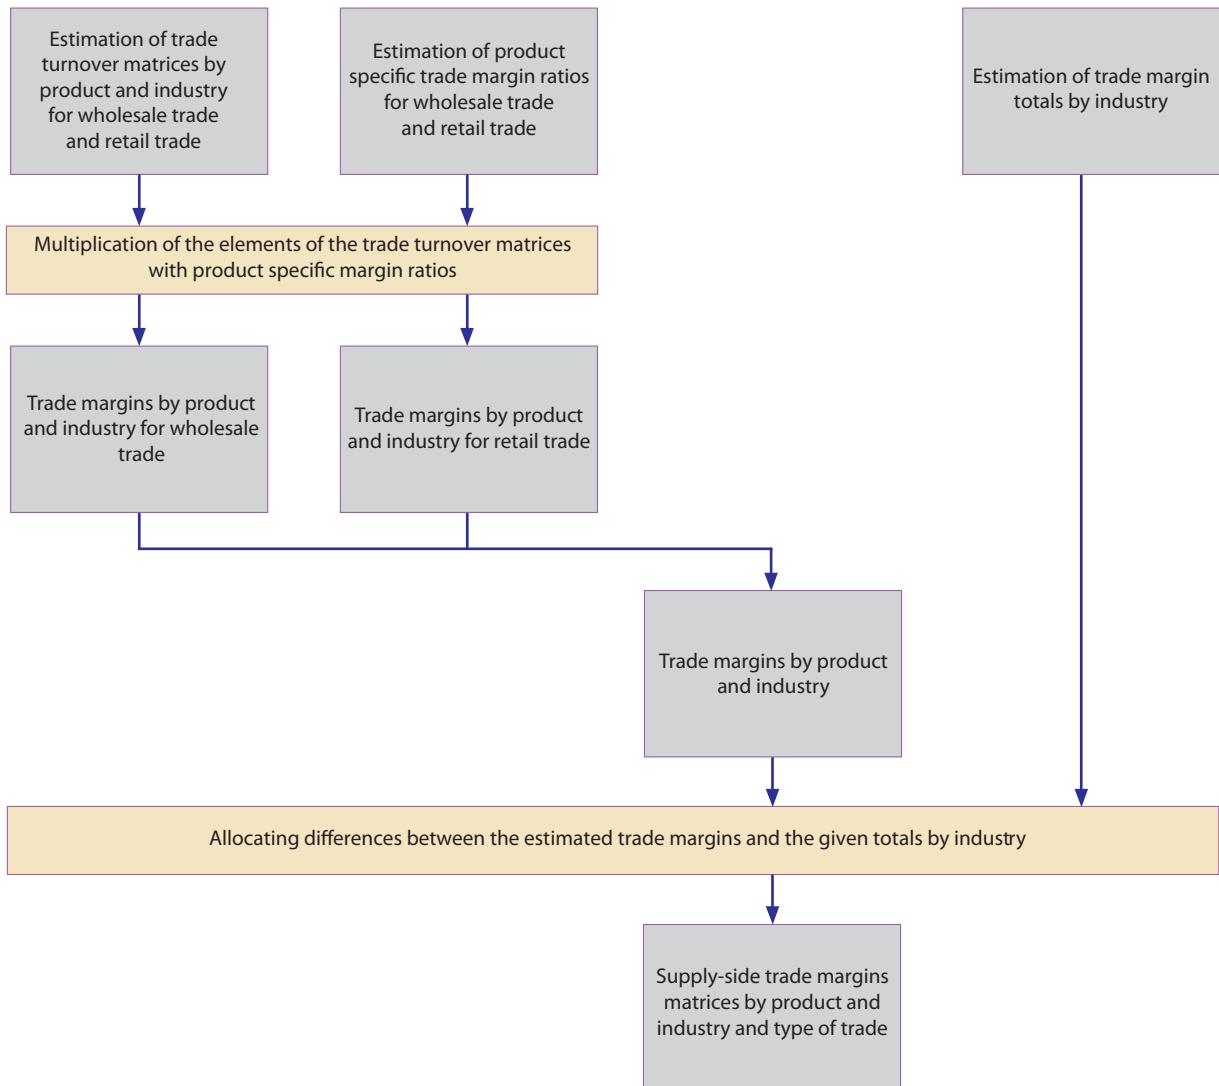 Estimation of trade
turnover matrices by
product and industry
for wholesale trade
and retail trade
Estimation of product
specific trade margin ratios
for wholesale trade
and retail trade
Estimation of trade margin
totals by industry
Multiplication of the elements of the trade turnover matrices
with product specific margin ratios
Trade margins by product
and industry for wholesale
trade
Trade margins by product
and industry for retail trade
Trade margins by product
and industry
Allocating differences between the estimated trade margins and the given totals by industry
Supply-side trade margins
matrices by product and
industry and type of trade